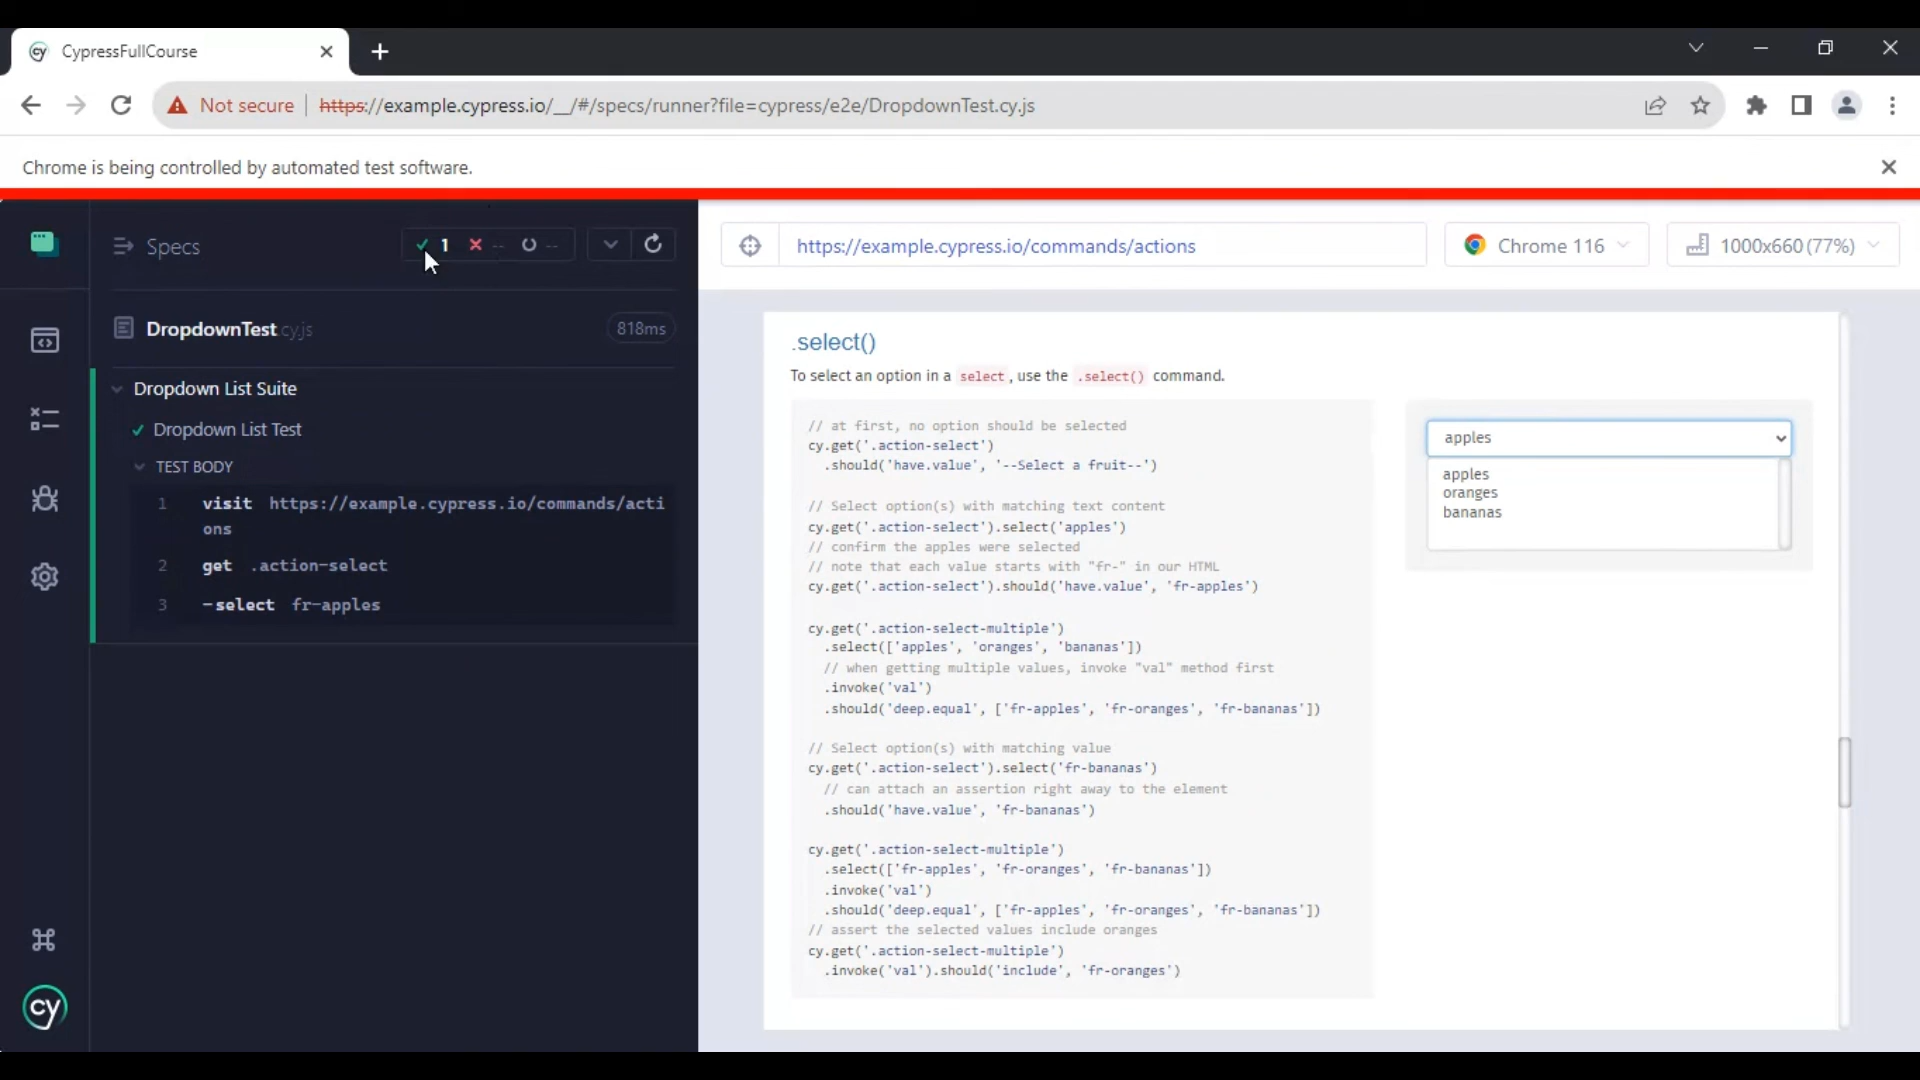 CypressFullCourse
Not secure https://example.cypress.io/__/#/specs/runner?file=cypress/e2e/DropdownTest.cy.js
Chrome is being controlled by automated test software.
Specs
1
--
--
https://example.cypress.io/commands/actions
Chrome 116
1000x660 (77%)
DropdownTest.cy.js
818ms
Dropdown List Suite
Dropdown List Test
TEST BODY
1 visit https://example.cypress.io/commands/acti
ons
2 get .action-select
3 -select fr-apples
cy
.select()
To select an option in a select, use the .select() command.
// at first, no option should be selected
cy.get('.action-select')
.should('have.value', '--Select a fruit--')
// Select option(s) with matching text content
cy.get('.action-select').select('apples')
// confirm the apples were selected
// note that each value starts with "fr-" in our HTML
cy.get('.action-select').should('have.value', 'fr-apples')
cy.get('.action-select-multiple')
.select(['apples', 'oranges', 'bananas'])
// when getting multiple values, invoke "val" method first
.invoke('val')
.should('deep.equal', ['fr-apples', 'fr-oranges', 'fr-bananas'])
// Select option(s) with matching value
cy.get('.action-select').select('fr-bananas')
// can attach an assertion right away to the element
.should('have.value', 'fr-bananas')
cy.get('.action-select-multiple')
.select(['fr-apples', 'fr-oranges', 'fr-bananas'])
.invoke('val')
.should('deep.equal', ['fr-apples', 'fr-oranges', 'fr-bananas'])
// assert the selected values include oranges
cy.get('.action-select-multiple')
.invoke('val').should('include', 'fr-oranges')
apples
apples
oranges
bananas